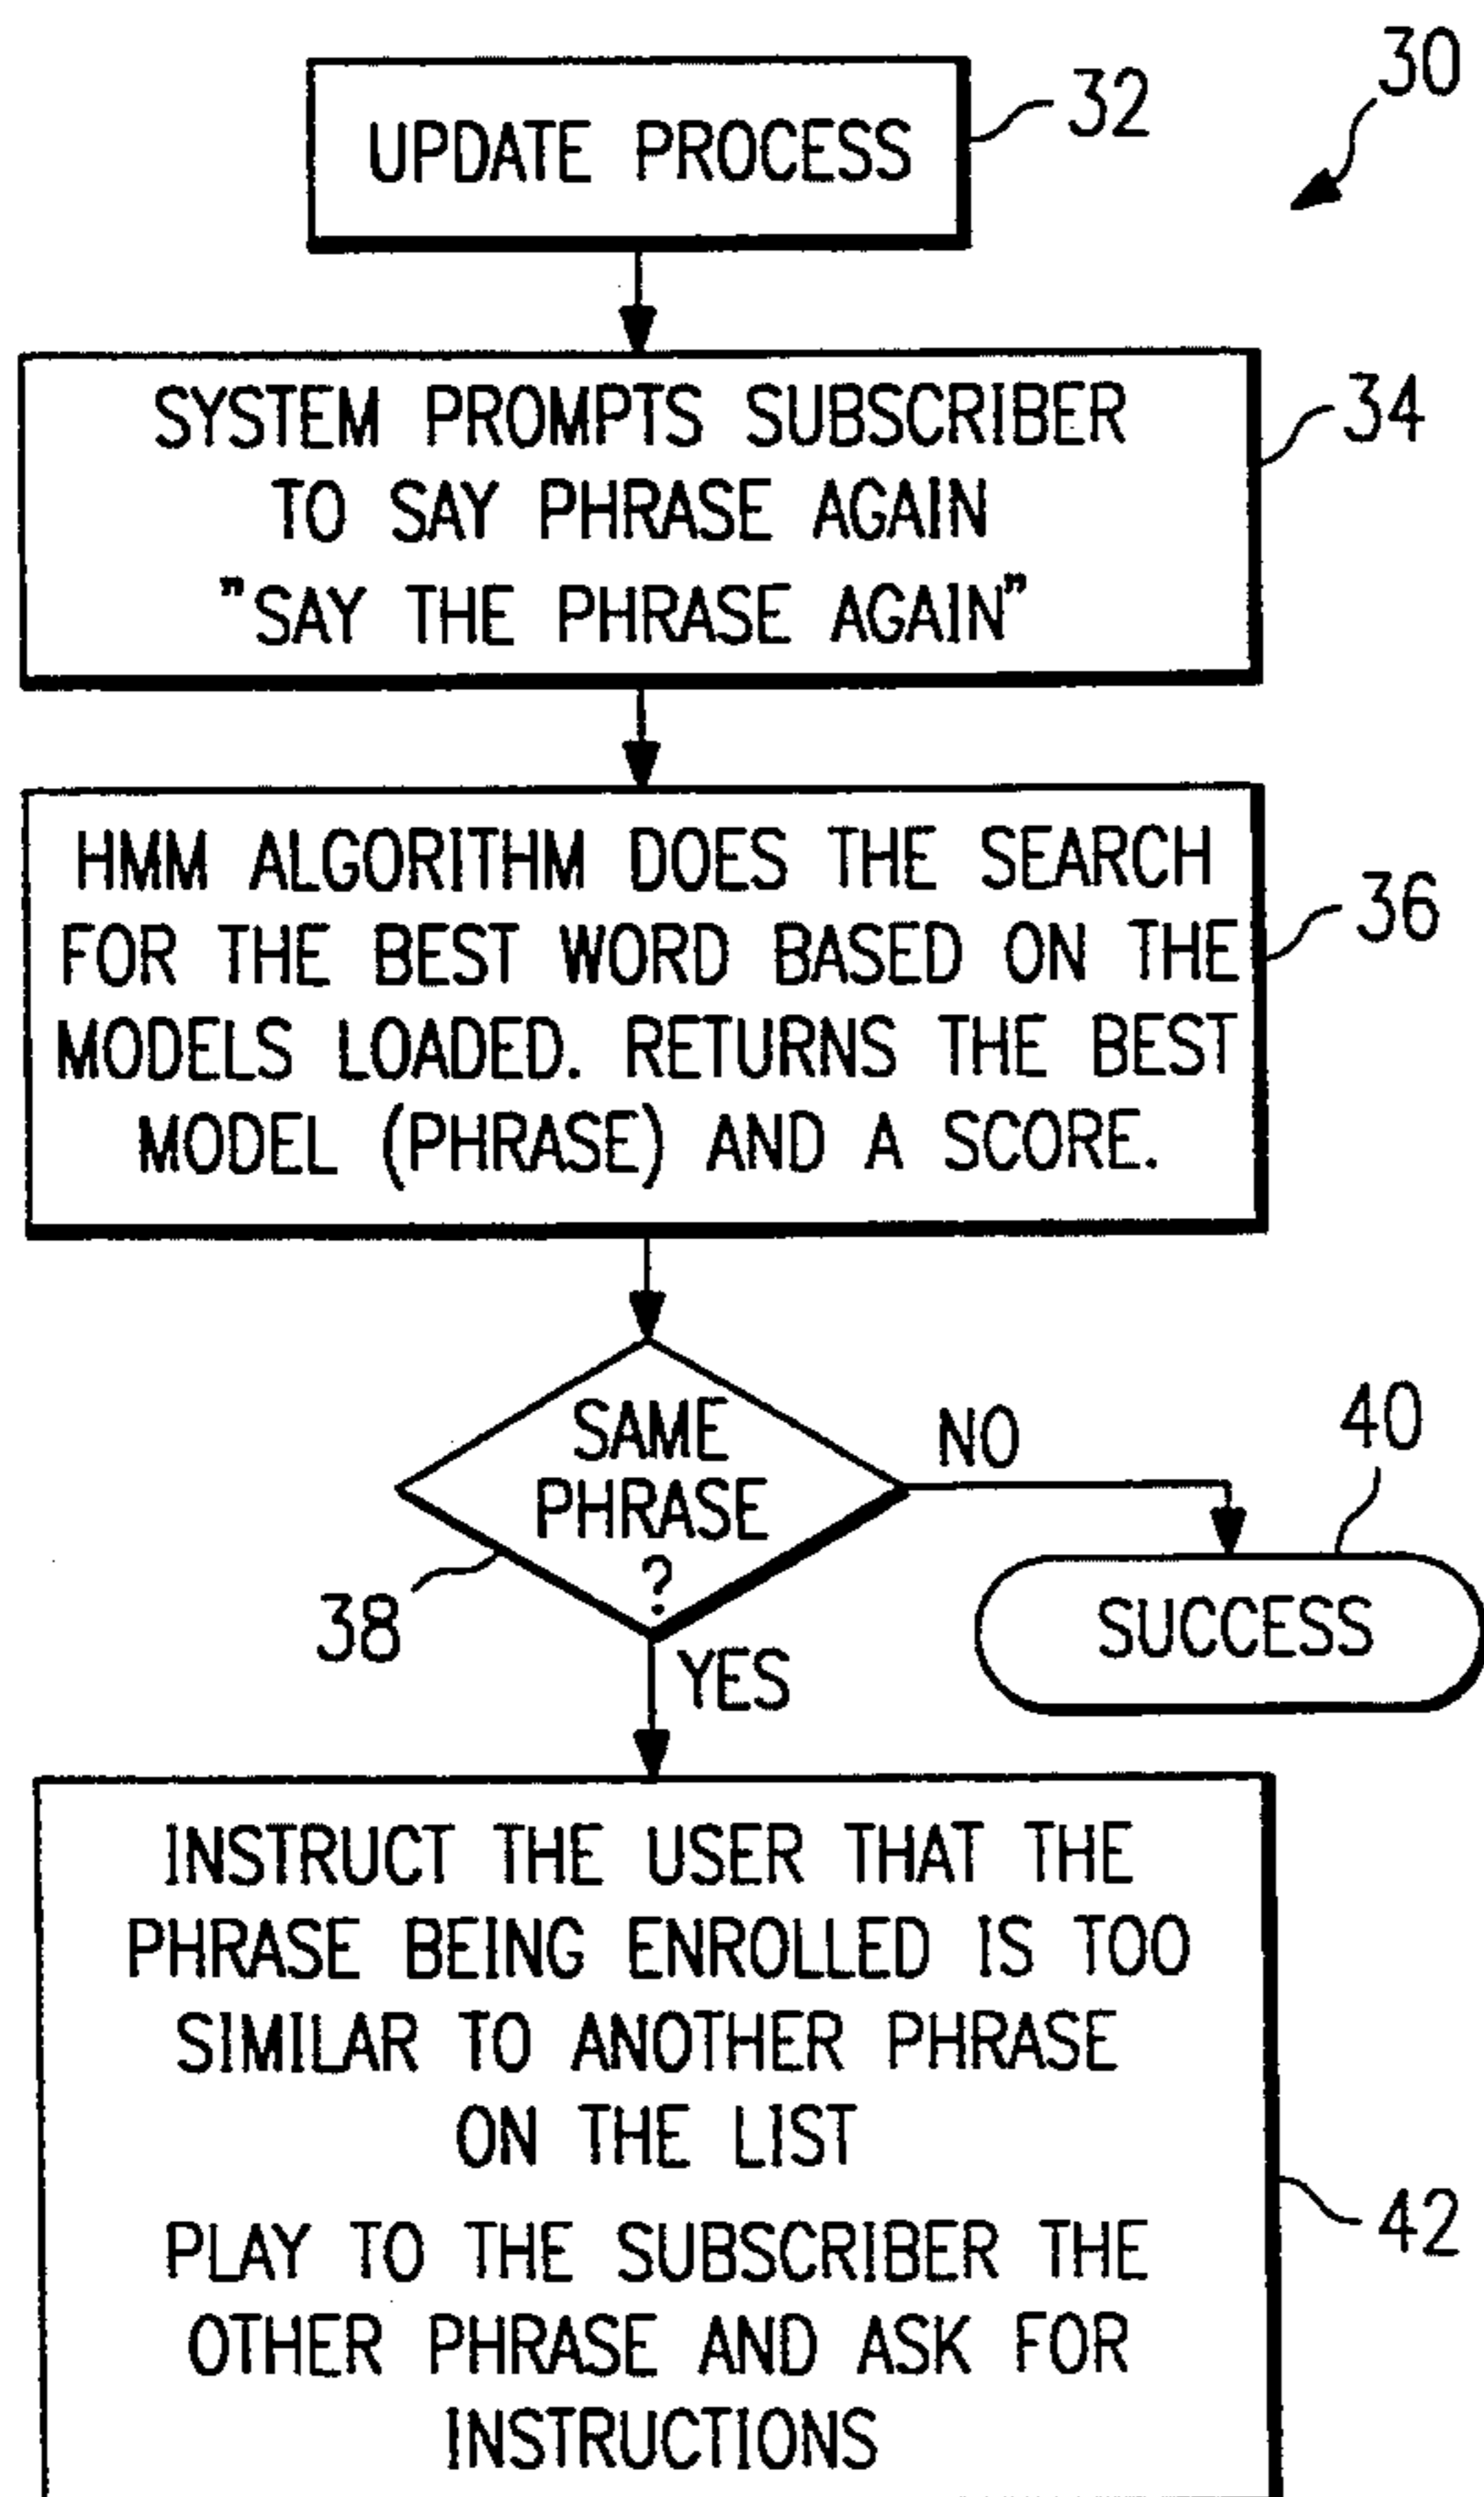 30
UPDATE PROCESS
32
SYSTEM PROMPTS SUBSCRIBER
TO SAY PHRASE AGAIN
"SAY THE PHRASE AGAIN"
34
HMM ALGORITHM DOES THE SEARCH
FOR THE BEST WORD BASED ON THE
MODELS LOADED. RETURNS THE BEST
MODEL (PHRASE) AND A SCORE.
36
SAME
PHRASE
?
38
NO
40
SUCCESS
YES
INSTRUCT THE USER THAT THE
PHRASE BEING ENROLLED IS TOO
SIMILAR TO ANOTHER PHRASE
ON THE LIST
PLAY TO THE SUBSCRIBER THE
OTHER PHRASE AND ASK FOR
INSTRUCTIONS
42